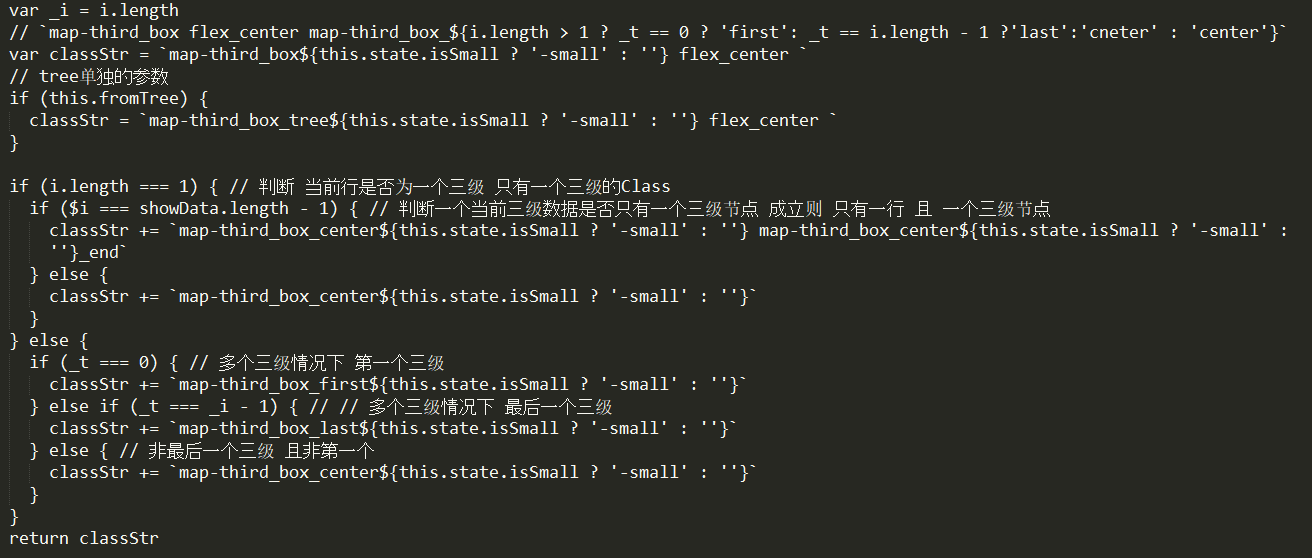 var _i = i.length
// `map-third_box flex_center map-third_box_${i.length > 1 ? _t == 0 ? 'first': _t == i.length - 1 ?'last':'cneter' : 'center'}`
var classStr = `map-third_box${this.state.isSmall ? '-small' : ''} flex_center `
// tree单独的参数
if (this.fromTree) {
  classStr = `map-third_box_tree${this.state.isSmall ? '-small' : ''} flex_center `
}
if (i.length === 1) { // 判断 当前行是否为一个三级 只有一个三级的Class
  if ($i === showData.length - 1) { // 判断一个当前三级数据是否只有一个三级节点 成立则 只有一行 且 一个三级节点
    classStr += `map-third_box_center${this.state.isSmall ? '-small' : ''} map-third_box_center${this.state.isSmall ? '-small' :
    ''}_end`
  } else {
    classStr += `map-third_box_center${this.state.isSmall ? '-small' : ''}`
  }
} else {
  if (_t === 0) { // 多个三级情况下 第一个三级
    classStr += `map-third_box_first${this.state.isSmall ? '-small' : ''}`
  } else if (_t === _i - 1) { // // 多个三级情况下 最后一个三级
    classStr += `map-third_box_last${this.state.isSmall ? '-small' : ''}`
  } else { // 非最后一个三级 且非第一个
    classStr += `map-third_box_center${this.state.isSmall ? '-small' : ''}`
  }
}
return classStr